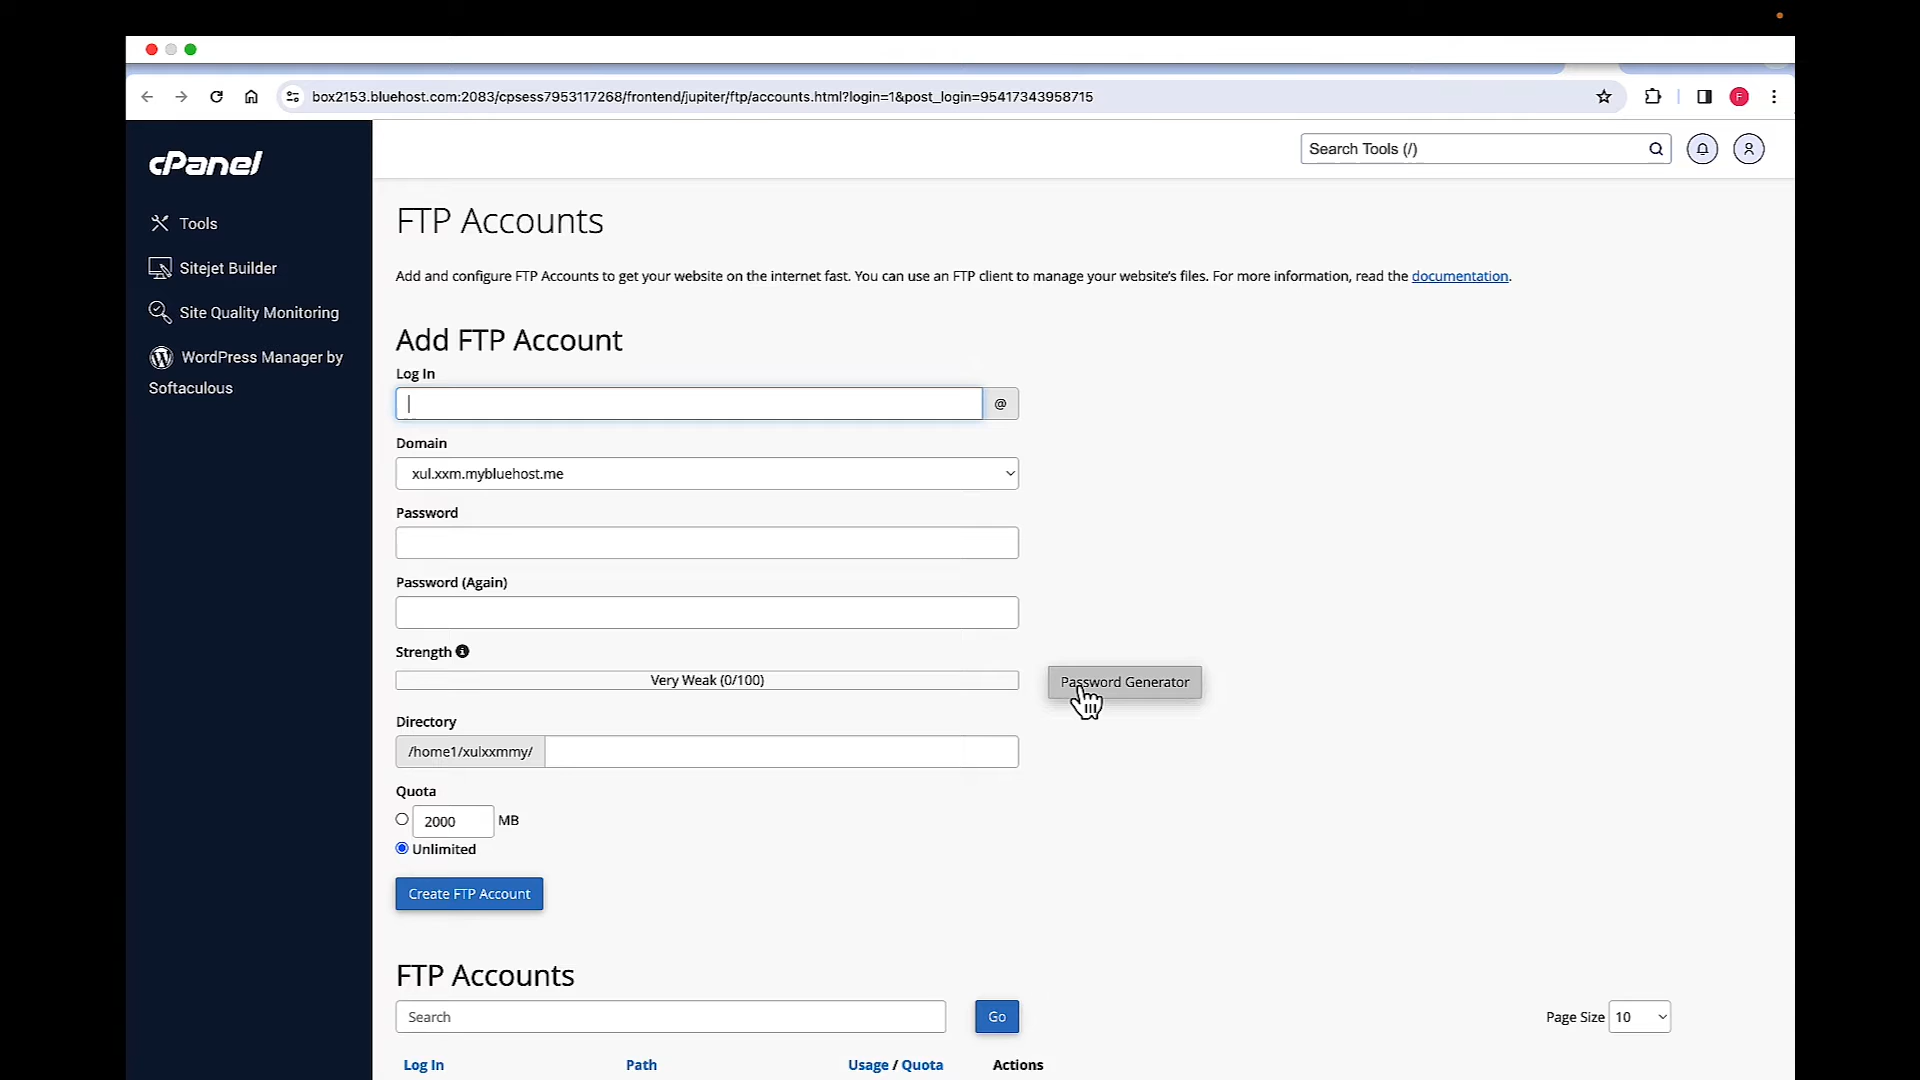 box2153.bluehost.com:2083/cpsess7953117268/frontend/jupiter/ftp/accounts.html?login=1&post_login=95417343958715
F
cPanel
Search Tools (/)
Tools
Sitejet Builder
Site Quality Monitoring
WordPress Manager by
Softaculous
FTP Accounts
Add and configure FTP Accounts to get your website on the internet fast. You can use an FTP client to manage your website's files. For more information, read the documentation.
Add FTP Account
Log In
@
Domain
xul.xxm.mybluehost.me
Password
Password (Again)
Strength
Very Weak (0/100)
Password Generator
Directory
/home1/xulxxmmy/
Quota
2000 MB
Unlimited
Create FTP Account
FTP Accounts
Search
Go
Page Size 10
Log In Path Usage / Quota Actions